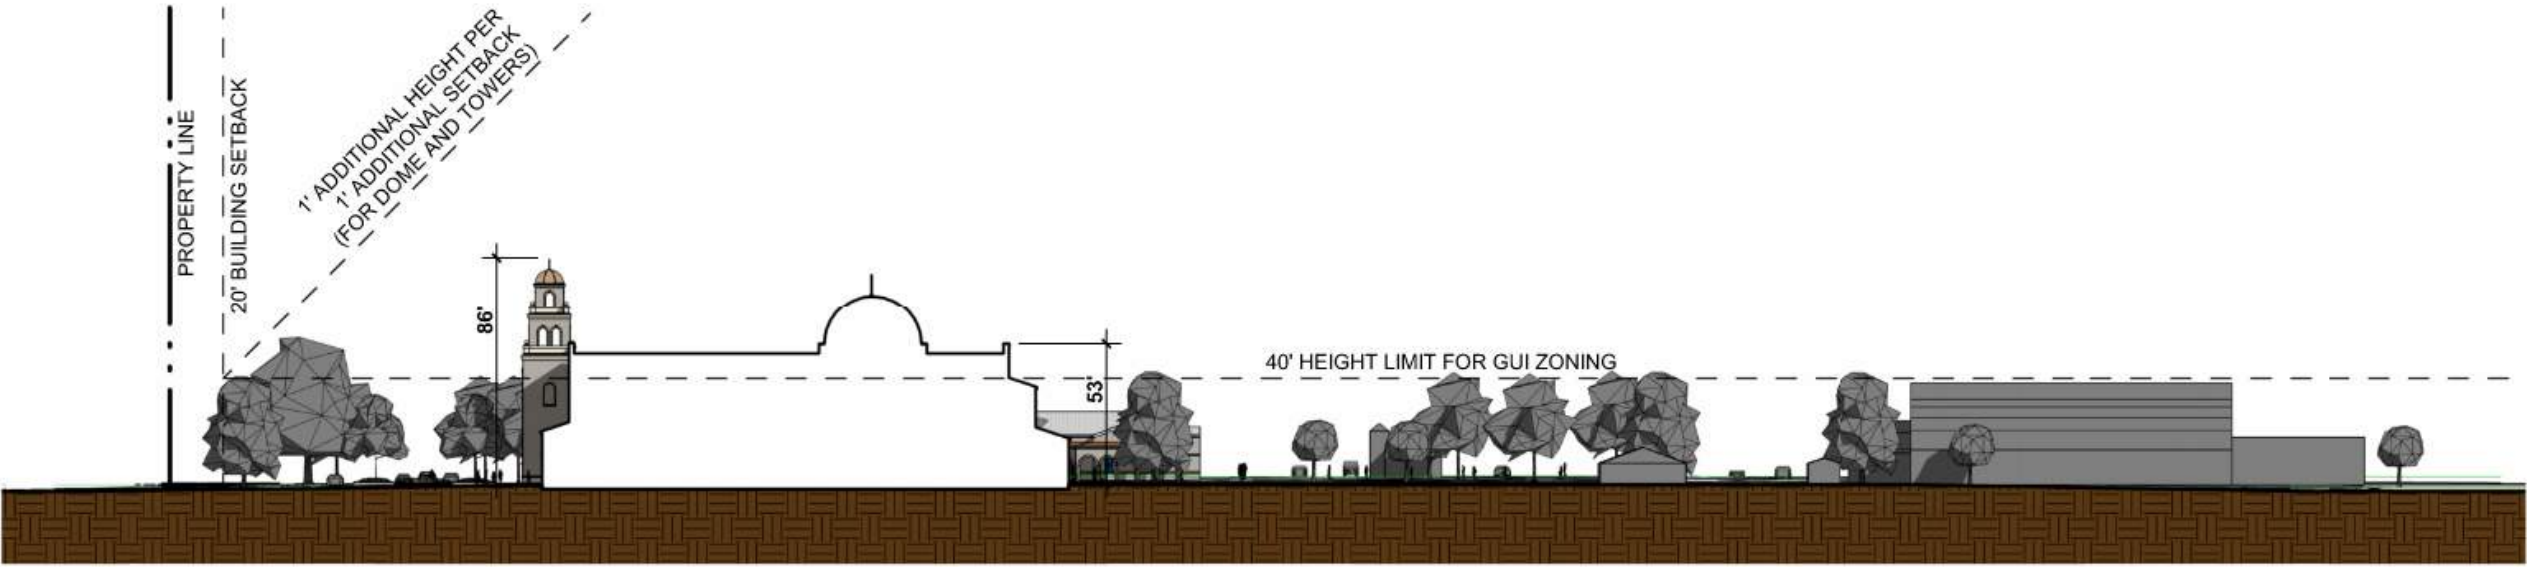 PROPERTY LINE
20' BUILDING SETBACK
1' ADDITIONAL HEIGHT PER
1' ADDITIONAL SETBACK
(FOR DOME AND TOWERS)
86'
53'
40' HEIGHT LIMIT FOR GUI ZONING